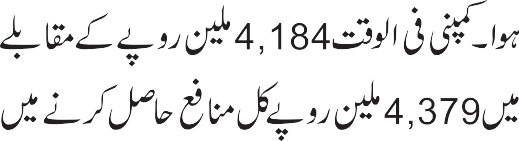 ہوا۔ کمپنی فی الوقت 4,184 ملین روپے کے مقابلے
میں 4,379 ملین روپے کل منافع حاصل کرنے میں